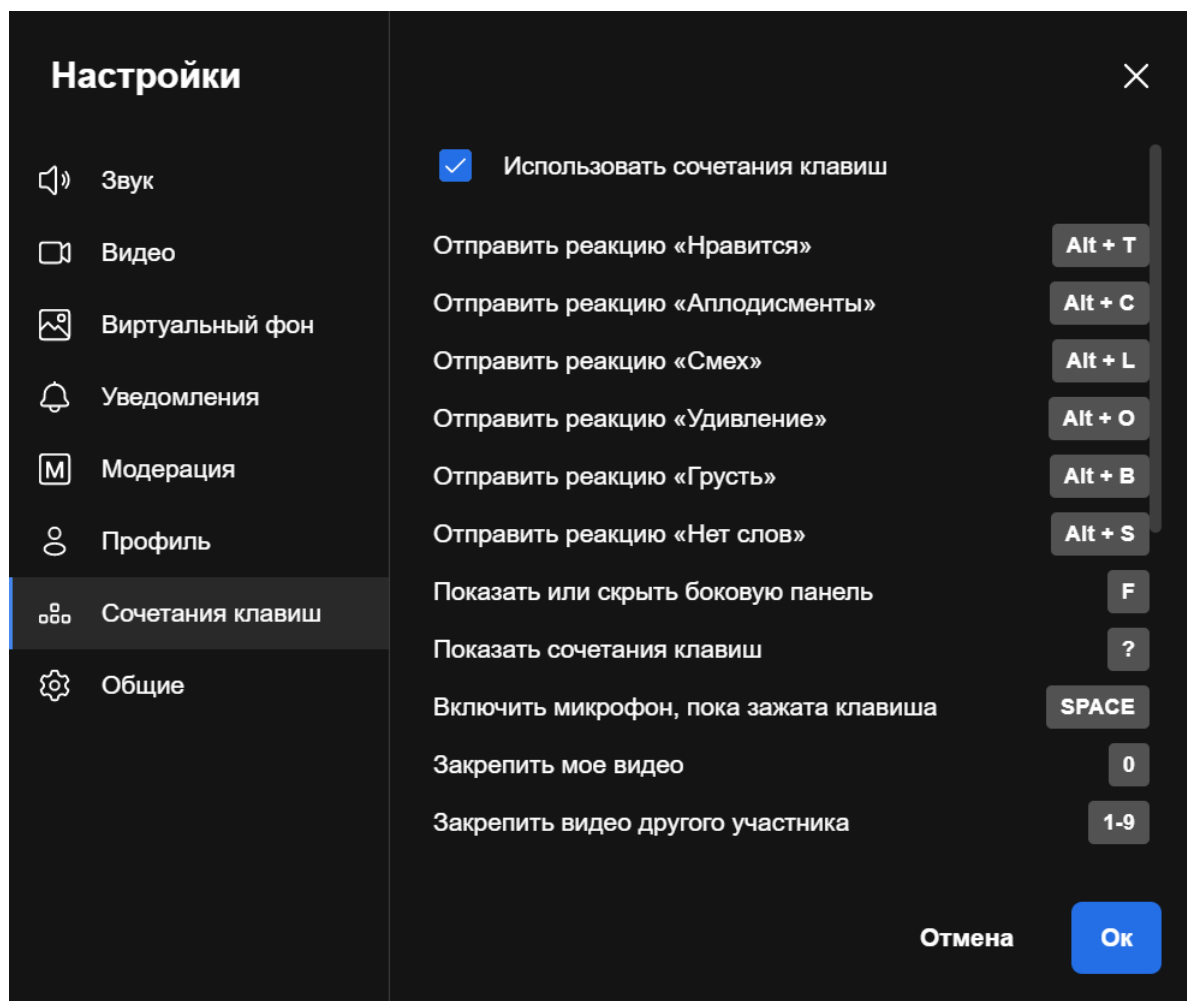 Настройки
Звук
Видео
Виртуальный фон
Уведомления
Модерация
Профиль
Сочетания клавиш
Общие
Использовать сочетания клавиш
Отправить реакцию «Нравится» Alt + T
Отправить реакцию «Аплодисменты» Alt + C
Отправить реакцию «Смех» Alt + L
Отправить реакцию «Удивление» Alt + O
Отправить реакцию «Грусть» Alt + B
Отправить реакцию «Нет слов» Alt + S
Показать или скрыть боковую панель F
Показать сочетания клавиш ?
Включить микрофон, пока зажата клавиша SPACE
Закрепить мое видео 0
Закрепить видео другого участника 1-9
Отмена Ок